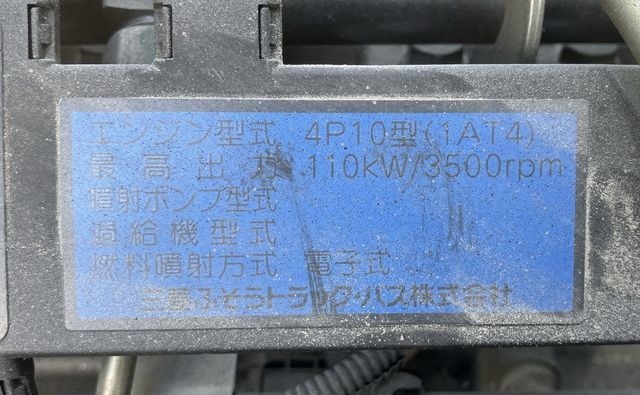 エンジン型式 4P10型(1AT4)
最高出力 110kW/3500rpm
噴射ポンプ型式
過給機型式
燃料噴射方式 電子式
三菱ふそうトラック・バス株式会社